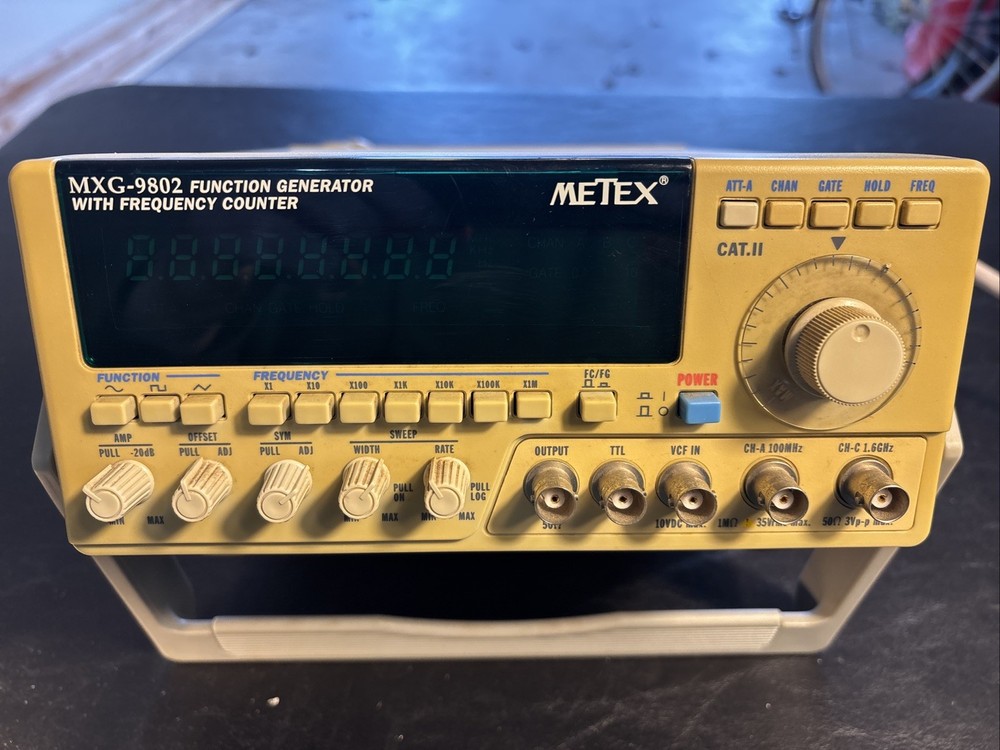 MXG-9802 FUNCTION GENERATOR
WITH FREQUENCY COUNTER
METEX®
ATT-A CHAN GATE HOLD FREQ
CAT.II
FUNCTION
FREQUENCY
X1 X10 X100 X1K X10K X100K X1M
FC/FG
POWER
AMP
PULL -20dB
MIN MAX
OFFSET
PULL ADJ
SYM
PULL ADJ
SWEEP
WIDTH
PULL ON
MIN MAX
RATE
PULL LOG
MIN MAX
OUTPUT
50Ω
TTL
VCF IN
10VDC max.
CH-A 100MHz
1MΩ 35Vrms max.
CH-C 1.6GHz
50Ω 3Vp-p max.